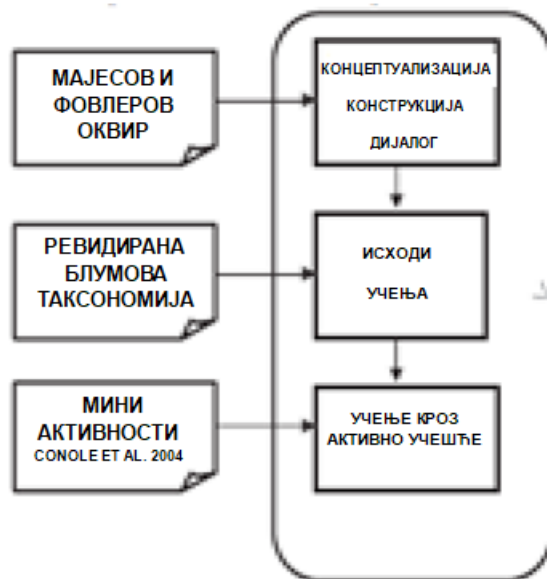 МАЈЕСОВ И
ФОВЛЕРОВ
ОКВИР
КОНЦЕПТУАЛИЗАЦИЈА
КОНСТРУКЦИЈА
ДИЈАЛОГ
РЕВИДИРАНА
БЛУМОВА
ТАКСОНОМИЈА
ИСХОДИ
УЧЕЊА
МИНИ
АКТИВНОСТИ
CONOLE ET AL. 2004
УЧЕЊЕ КРОЗ
АКТИВНО УЧЕШЋЕ